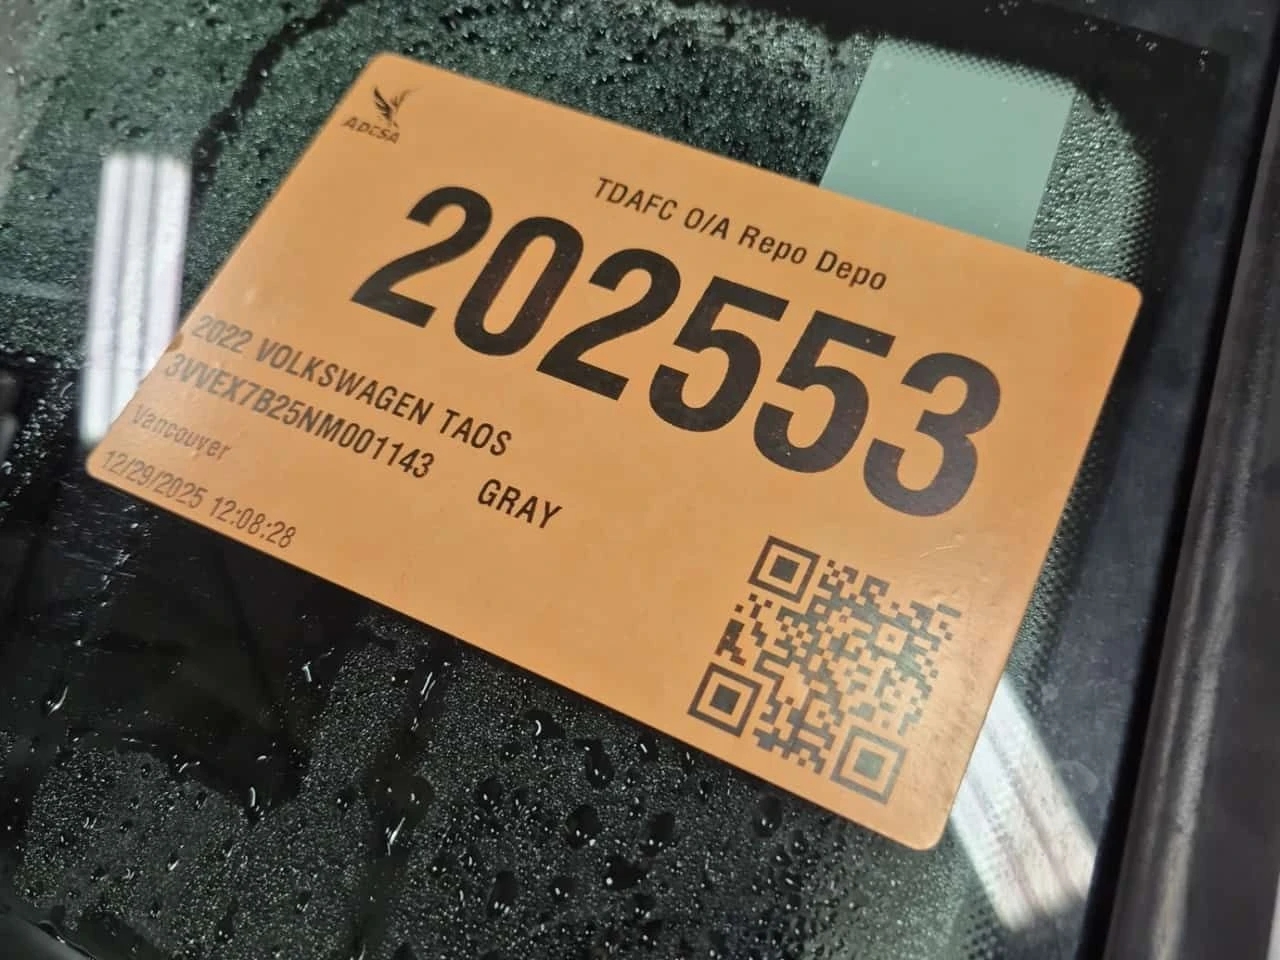 ADESA
TDAFC O/A Repo Depo
202553
2022 VOLKSWAGEN TAOS
3VVEX7B25NM001143 GRAY
Vancouver
12/29/2025 12:08:28